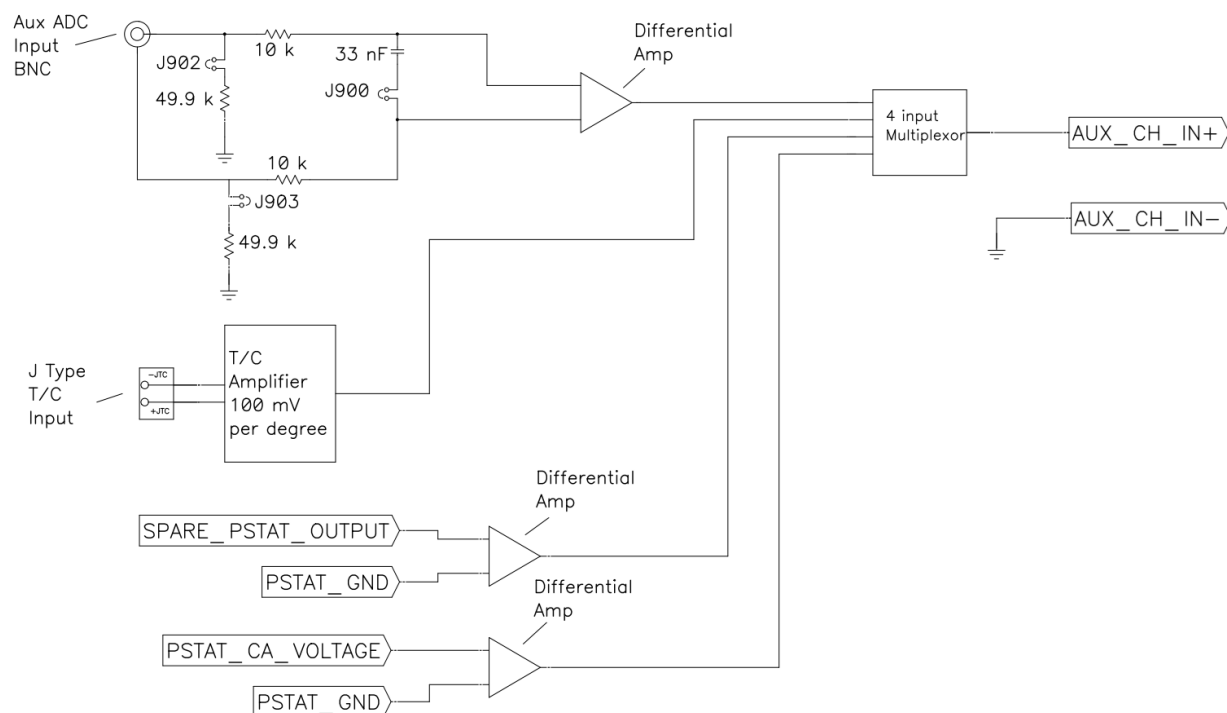 Aux ADC
Input
BNC
10 k
J902
49.9 k
33 nF
J900
Differential
Amp
10 k
J903
49.9 k
4 input
Multiplexor
AUX_CH_IN+
AUX_CH_IN-
J Type
T/C
Input
-JTC
+JTC
T/C
Amplifier
100 mV
per degree
Differential
Amp
SPARE_PSTAT_OUTPUT
PSTAT_GND
Differential
Amp
PSTAT_CA_VOLTAGE
PSTAT_GND